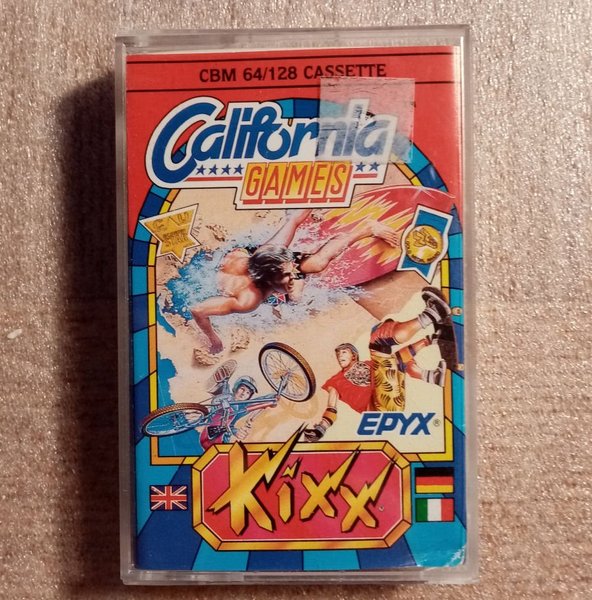 CBM 64/128 CASSETTE
California
GAMES
EPYX®
Kixx